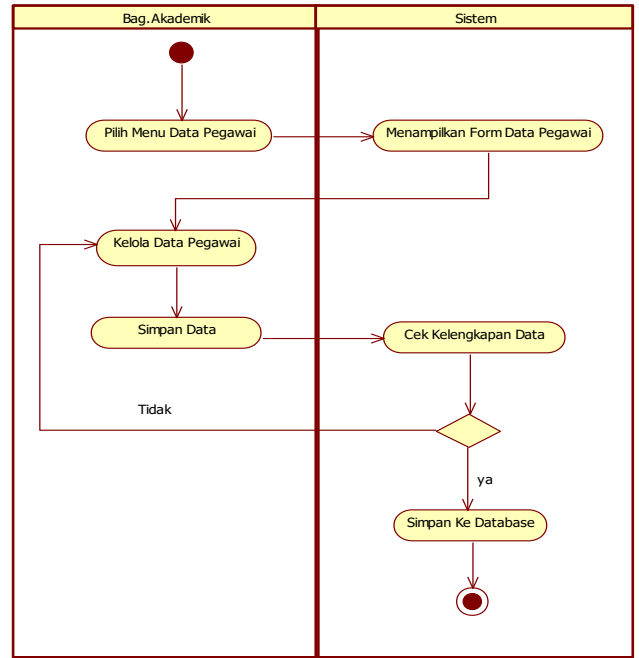 Bag.Akademik
Sistem
Pilih Menu Data Pegawai
Menampilkan Form Data Pegawai
Kelola Data Pegawai
Simpan Data
Cek Kelengkapan Data
Tidak
ya
Simpan Ke Database